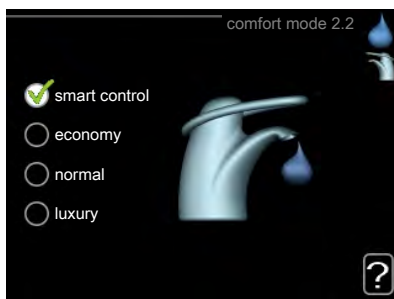 comfort mode 2.2
smart control
economy
normal
luxury
?